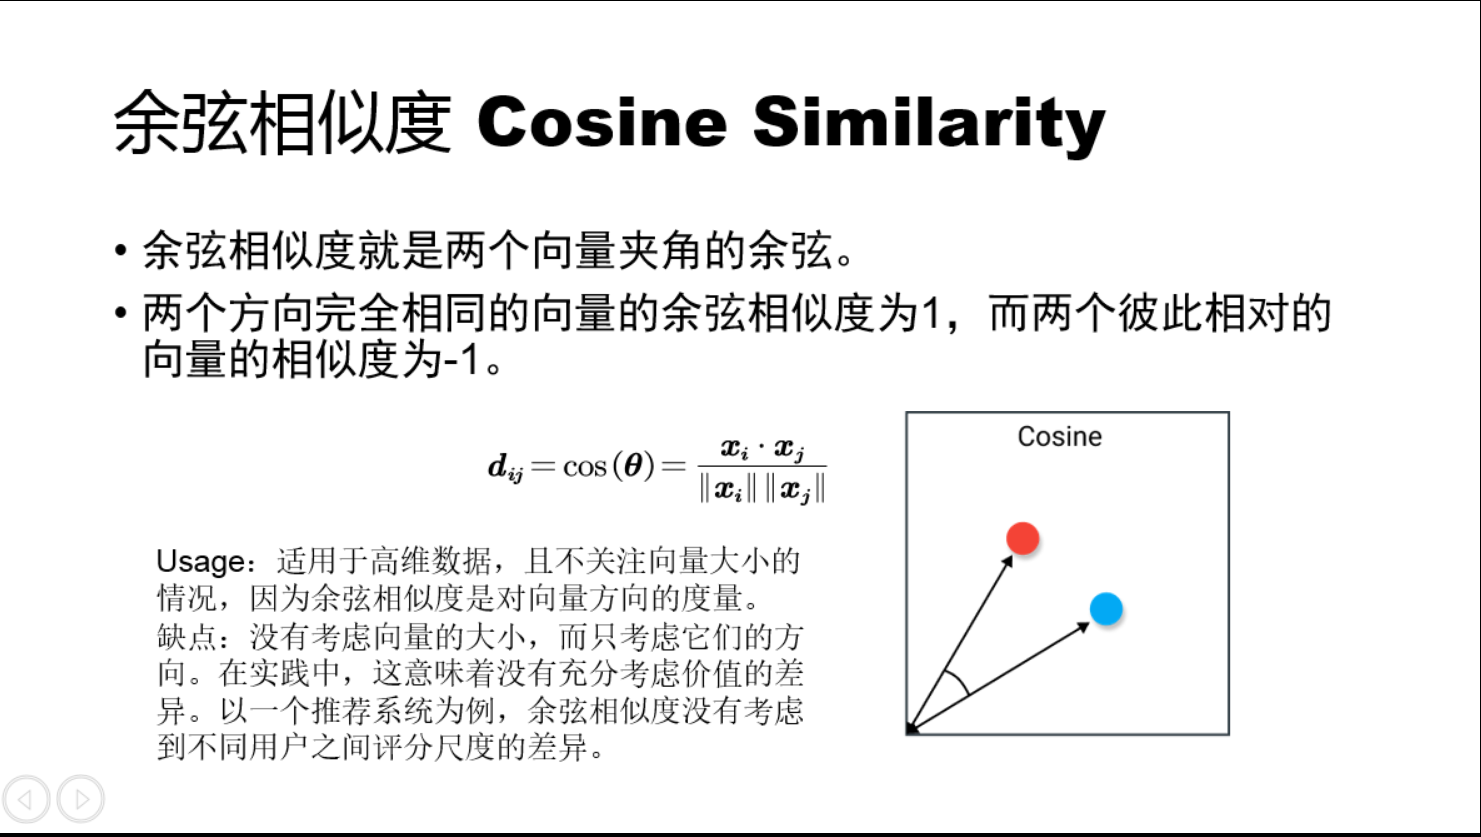 余弦相似度 Cosine Similarity
• 余弦相似度就是两个向量夹角的余弦。
• 两个方向完全相同的向量的余弦相似度为1，而两个彼此相对的
向量的相似度为-1。
Cosine
d_{ij} = cos(θ) = \frac{x_i · x_j}{‖x_i‖ ‖x_j‖}
Usage：适用于高维数据，且不关注向量大小的
情况，因为余弦相似度是对向量方向的度量。
缺点：没有考虑向量的大小，而只考虑它们的方
向。在实践中，这意味着没有充分考虑价值的差
异。以一个推荐系统为例，余弦相似度没有考虑
到不同用户之间评分尺度的差异。